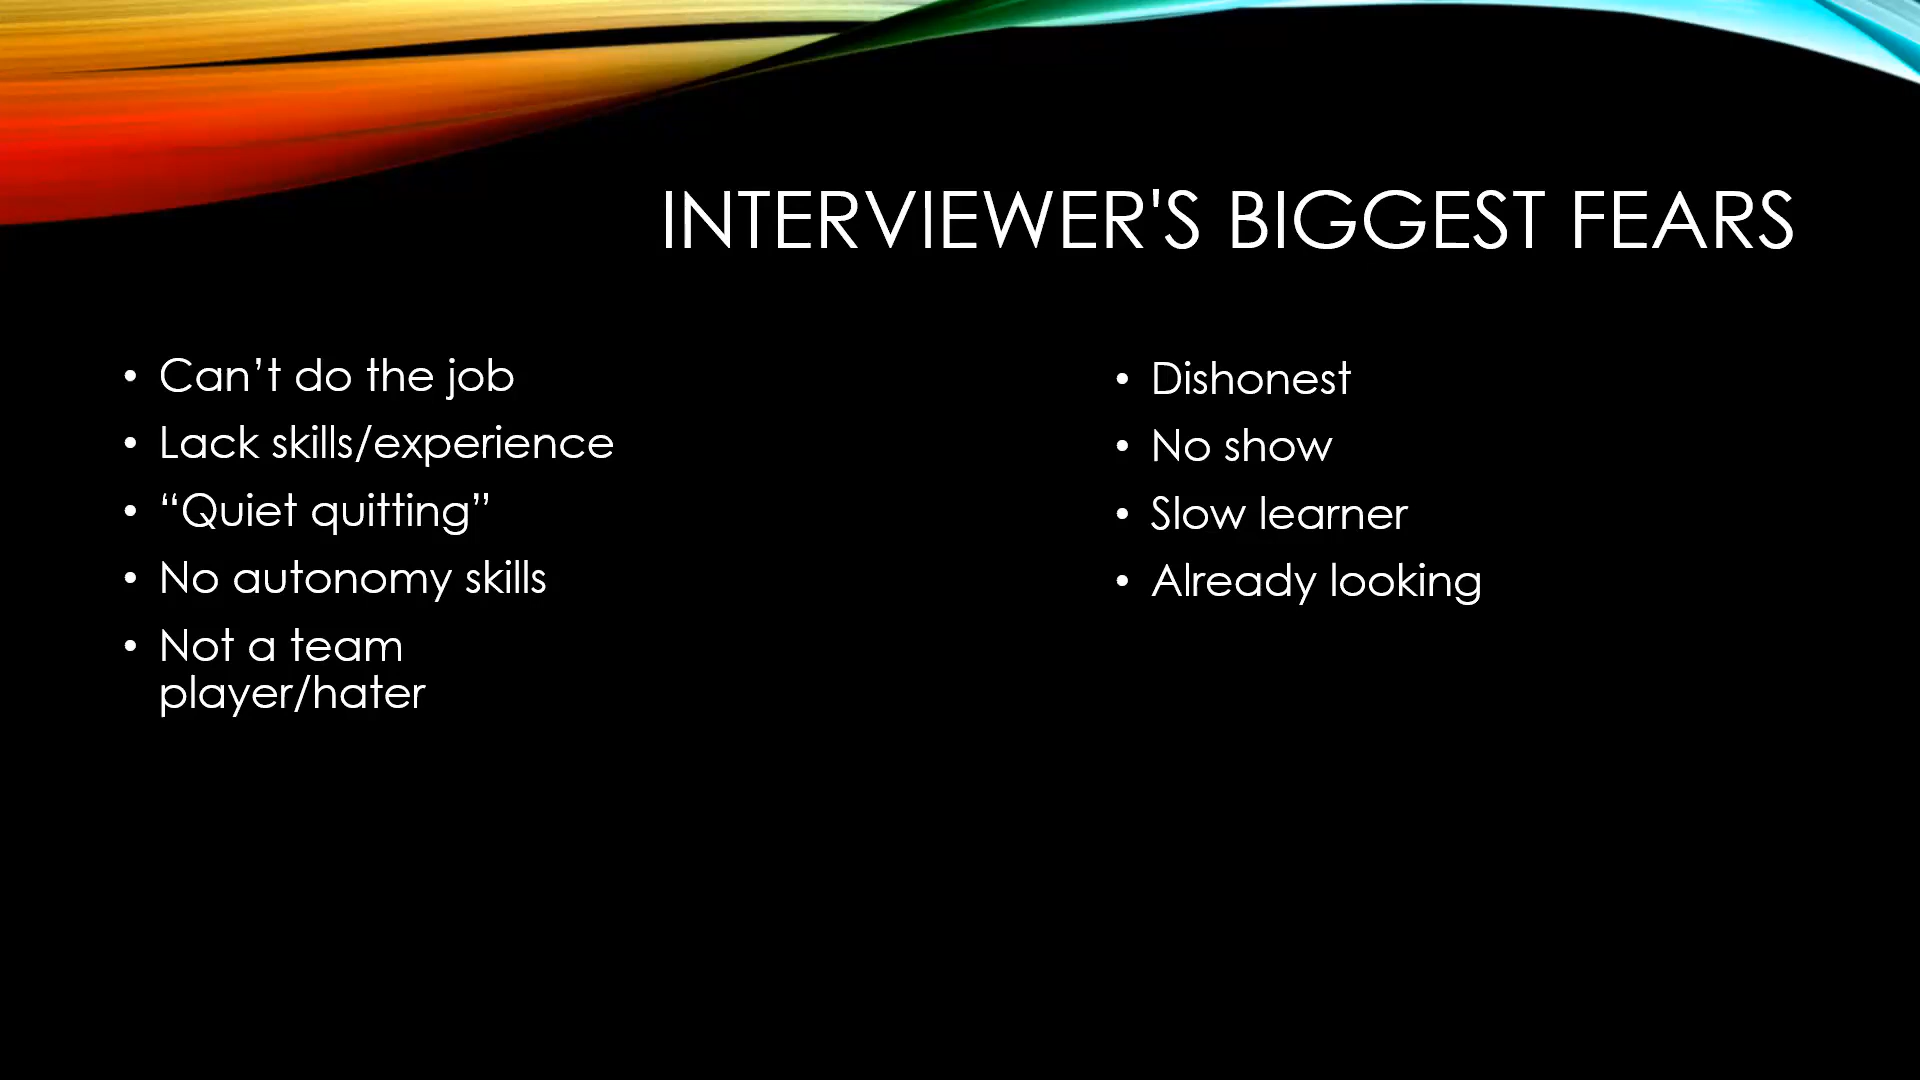 INTERVIEWER'S BIGGEST FEARS
• Can’t do the job
• Lack skills/experience
• “Quiet quitting”
• No autonomy skills
• Not a team
player/hater
• Dishonest
• No show
• Slow learner
• Already looking